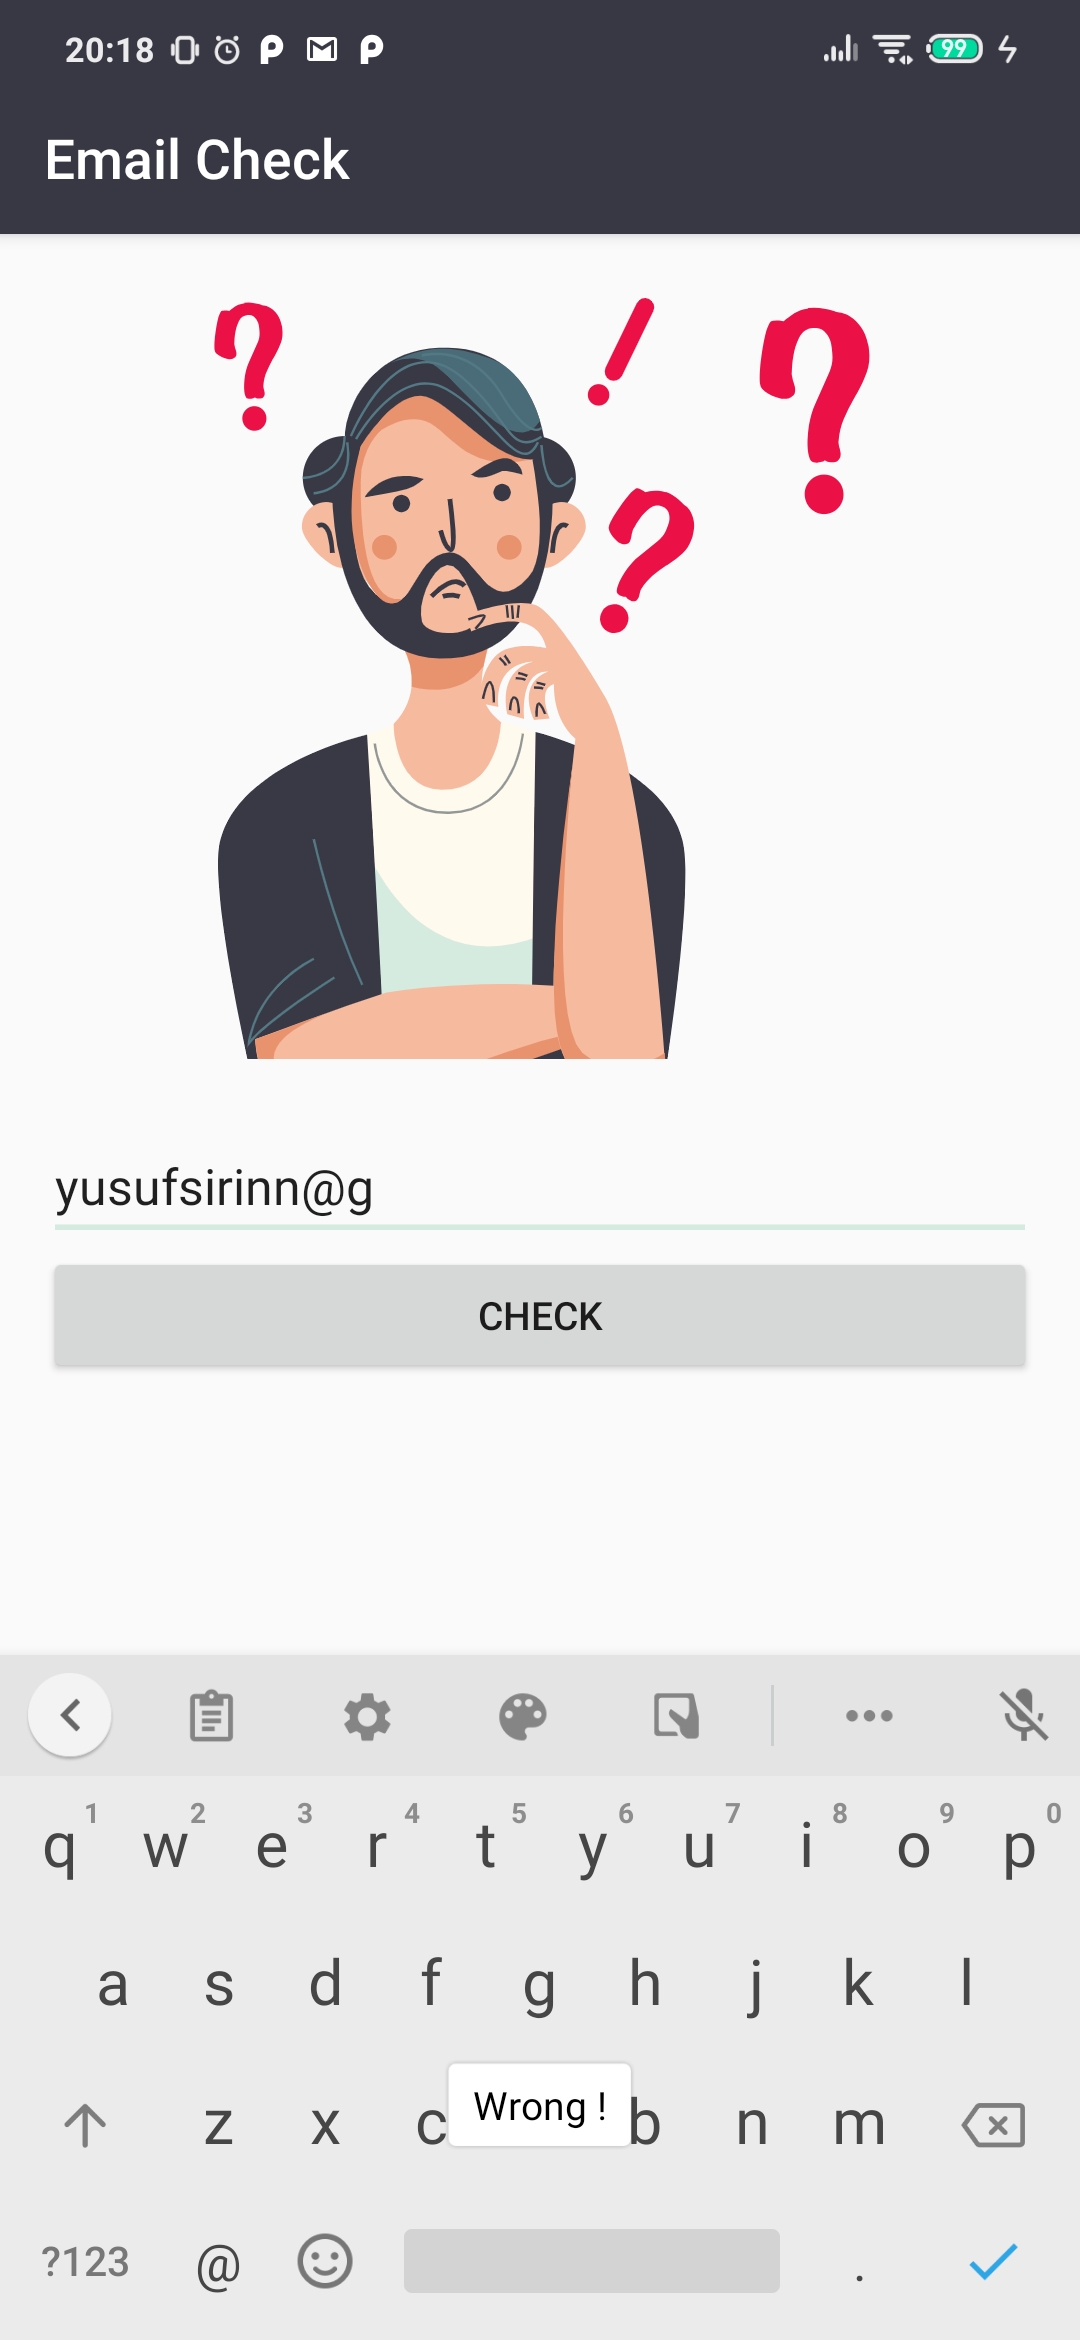 20:18
99
Email Check
yusufsirinn@g
CHECK
1 2 3 4 5 6 7 8 9 0
q w e r t y u i o p
a s d f g h j k l
z x c b n m
Wrong !
?123 @ .